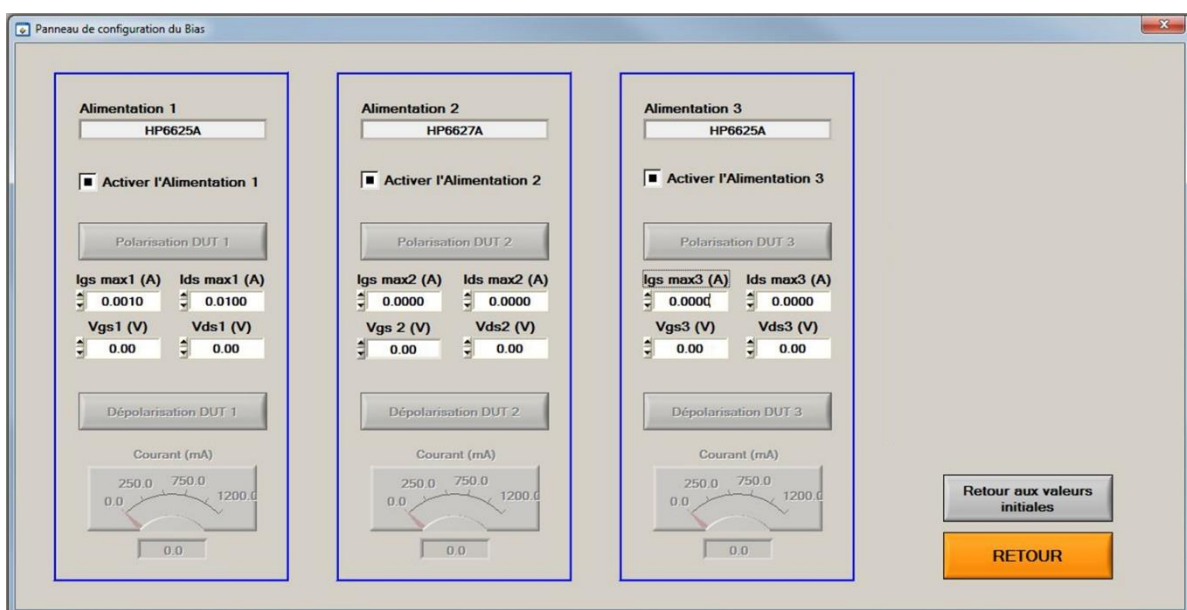 Panneau de configuration du Bias
Alimentation 1
HP6625A
Activer l'Alimentation 1
Polarisation DUT 1
Igs max1 (A) Ids max1 (A)
0.0010 0.0100
Vgs1 (V) Vds1 (V)
0.00 0.00
Dépolarisation DUT 1
Courant (mA)
250.0 750.0
0.0 1200.0
0.0
Alimentation 2
HP6627A
Activer l'Alimentation 2
Polarisation DUT 2
Igs max2 (A) Ids max2 (A)
0.0000 0.0000
Vgs 2 (V) Vds2 (V)
0.00 0.00
Dépolarisation DUT 2
Courant (mA)
250.0 750.0
0.0 1200.0
0.0
Alimentation 3
HP6625A
Activer l'Alimentation 3
Polarisation DUT 3
Igs max3 (A) Ids max3 (A)
0.0000 0.0000
Vgs3 (V) Vds3 (V)
0.00 0.00
Dépolarisation DUT 3
Courant (mA)
250.0 750.0
0.0 1200.0
0.0
Retour aux valeurs
initiales
RETOUR